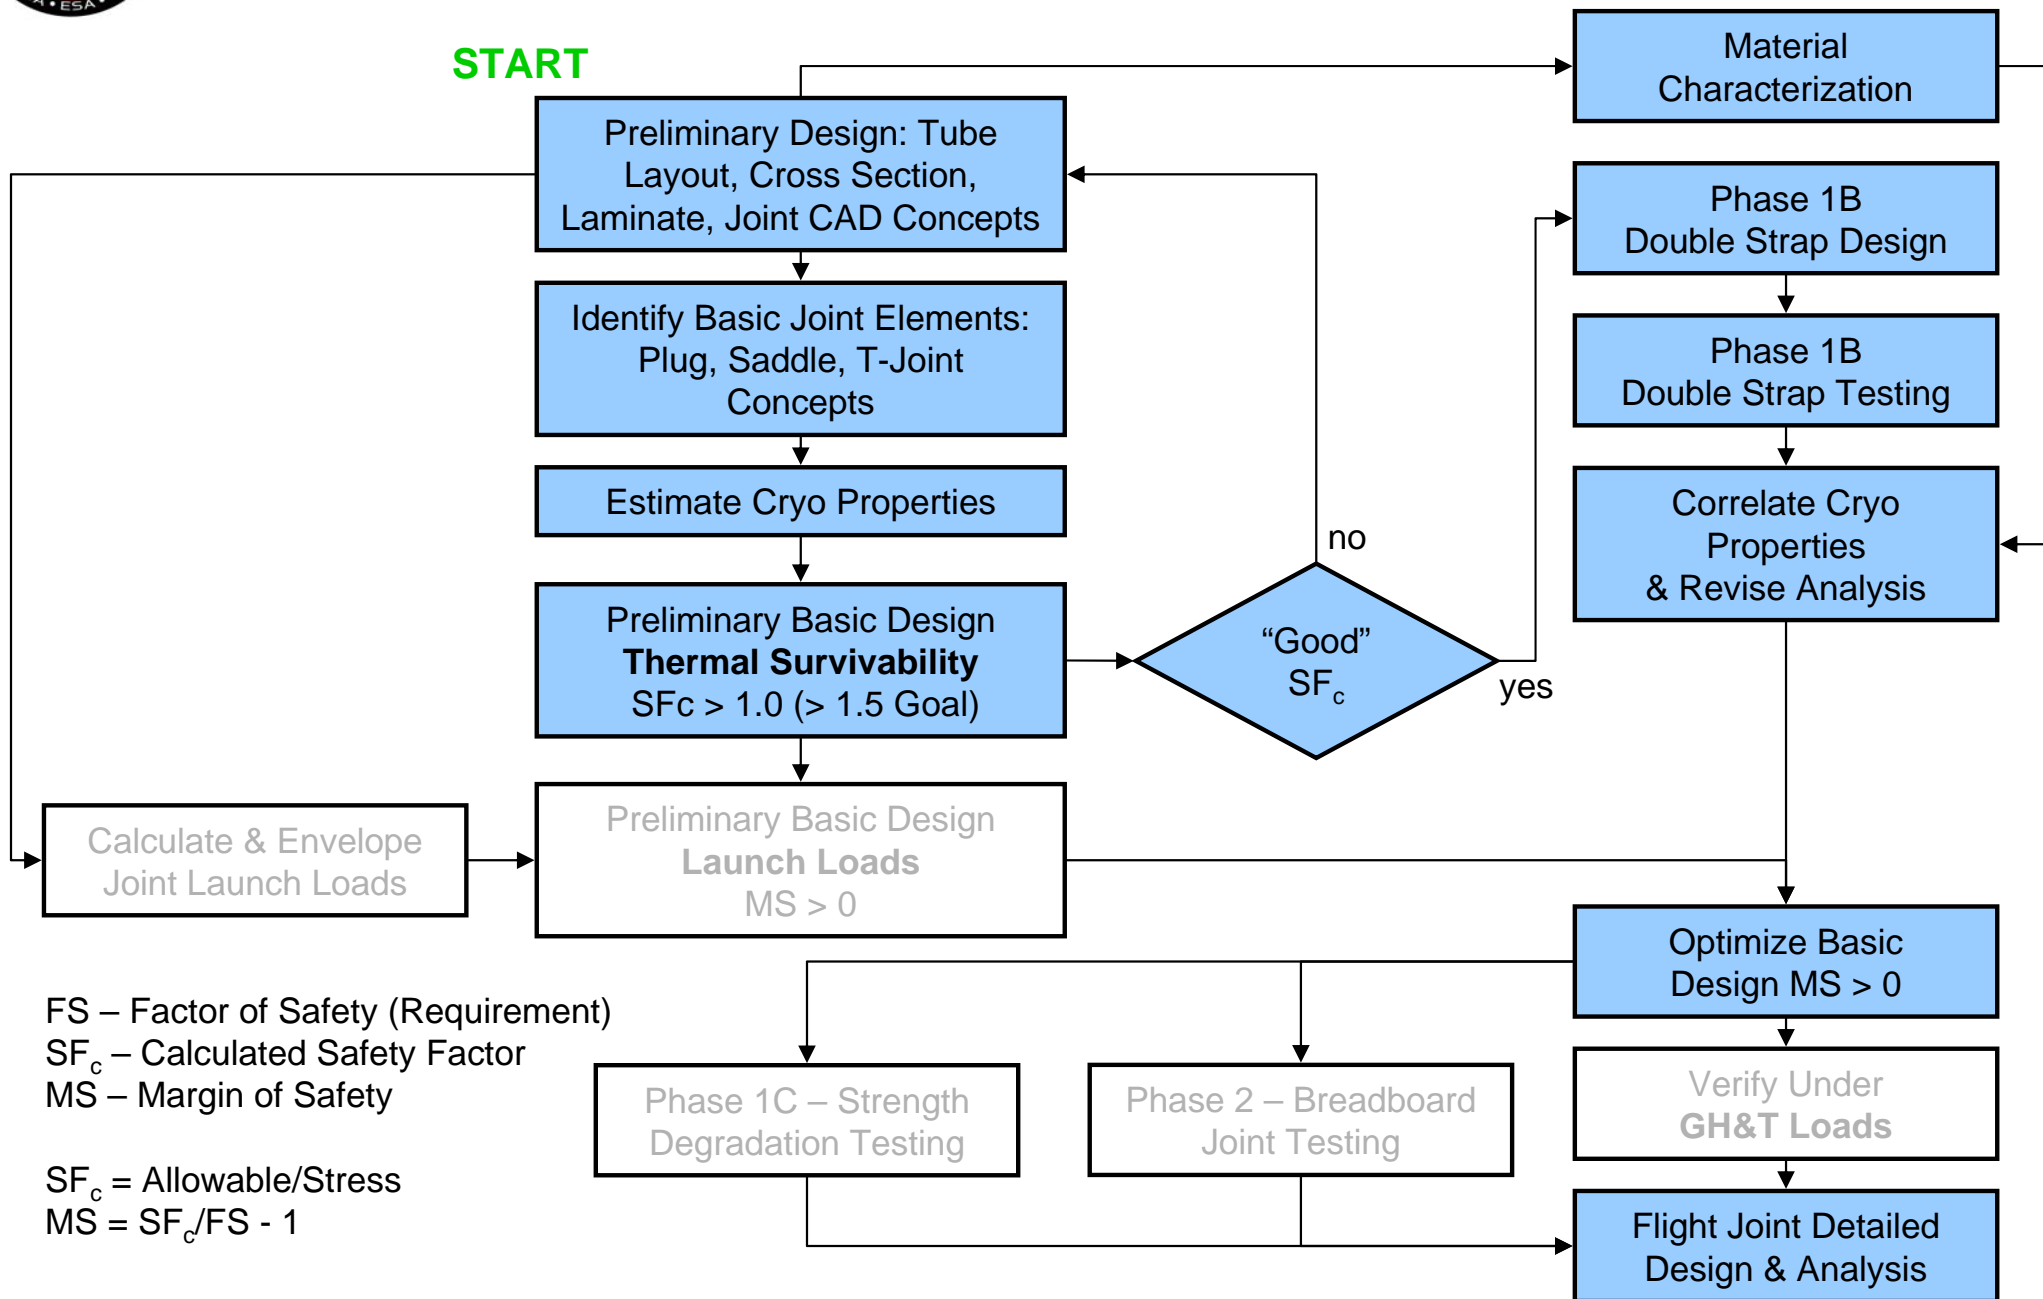 ESA
START
Material
Characterization
Preliminary Design: Tube
Layout, Cross Section,
Laminate, Joint CAD Concepts
Phase 1B
Double Strap Design
Identify Basic Joint Elements:
Plug, Saddle, T-Joint
Concepts
Phase 1B
Double Strap Testing
Estimate Cryo Properties
Correlate Cryo
Properties
& Revise Analysis
no
Preliminary Basic Design
Thermal Survivability
SFc > 1.0 (> 1.5 Goal)
“Good”
SFc
yes
Calculate & Envelope
Joint Launch Loads
Preliminary Basic Design
Launch Loads
MS > 0
Optimize Basic
Design MS > 0
FS – Factor of Safety (Requirement)
SFc – Calculated Safety Factor
MS – Margin of Safety
SFc = Allowable/Stress
MS = SFc/FS - 1
Phase 1C – Strength
Degradation Testing
Phase 2 – Breadboard
Joint Testing
Verify Under
GH&T Loads
Flight Joint Detailed
Design & Analysis